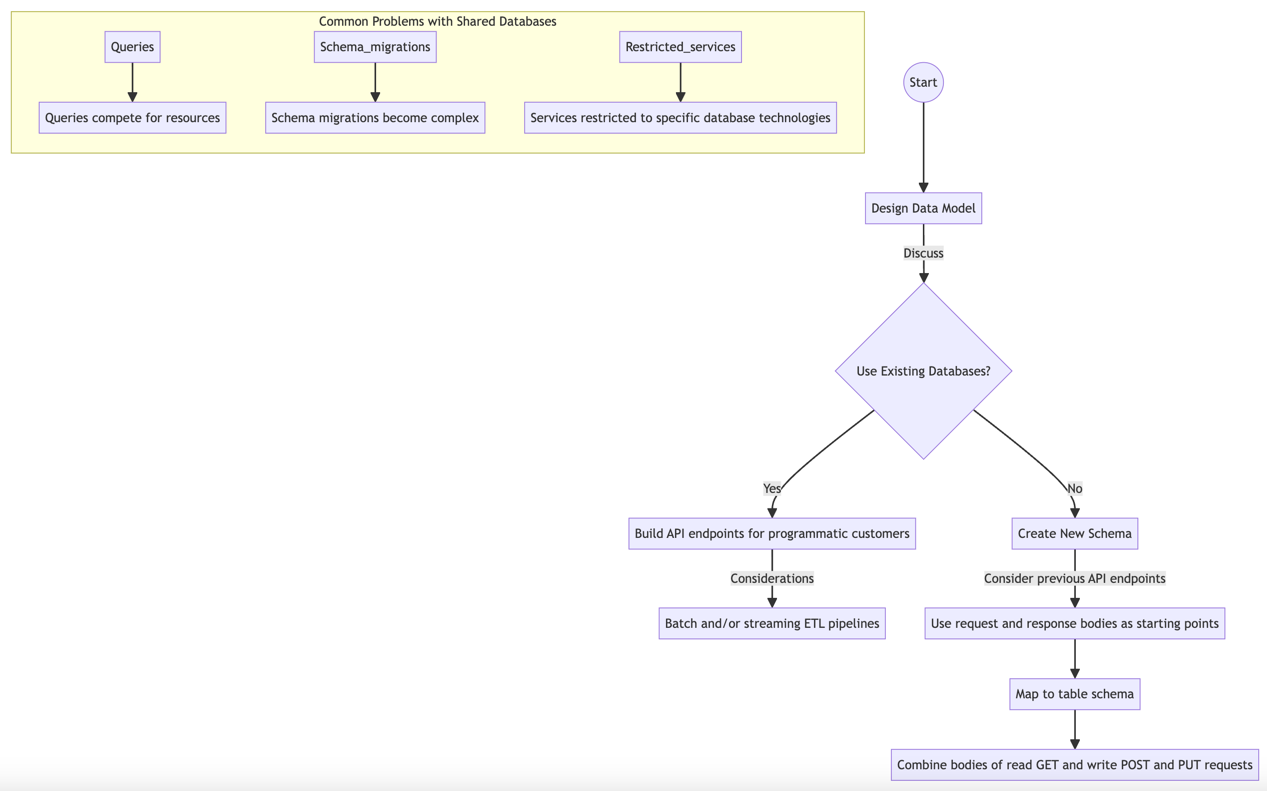 Common Problems with Shared Databases
Queries
Schema_migrations
Restricted_services
Queries compete for resources
Schema migrations become complex
Services restricted to specific database technologies
Start
Design Data Model
Discuss
Use Existing Databases?
Yes
No
Build API endpoints for programmatic customers
Create New Schema
Considerations
Consider previous API endpoints
Batch and/or streaming ETL pipelines
Use request and response bodies as starting points
Map to table schema
Combine bodies of read GET and write POST and PUT requests